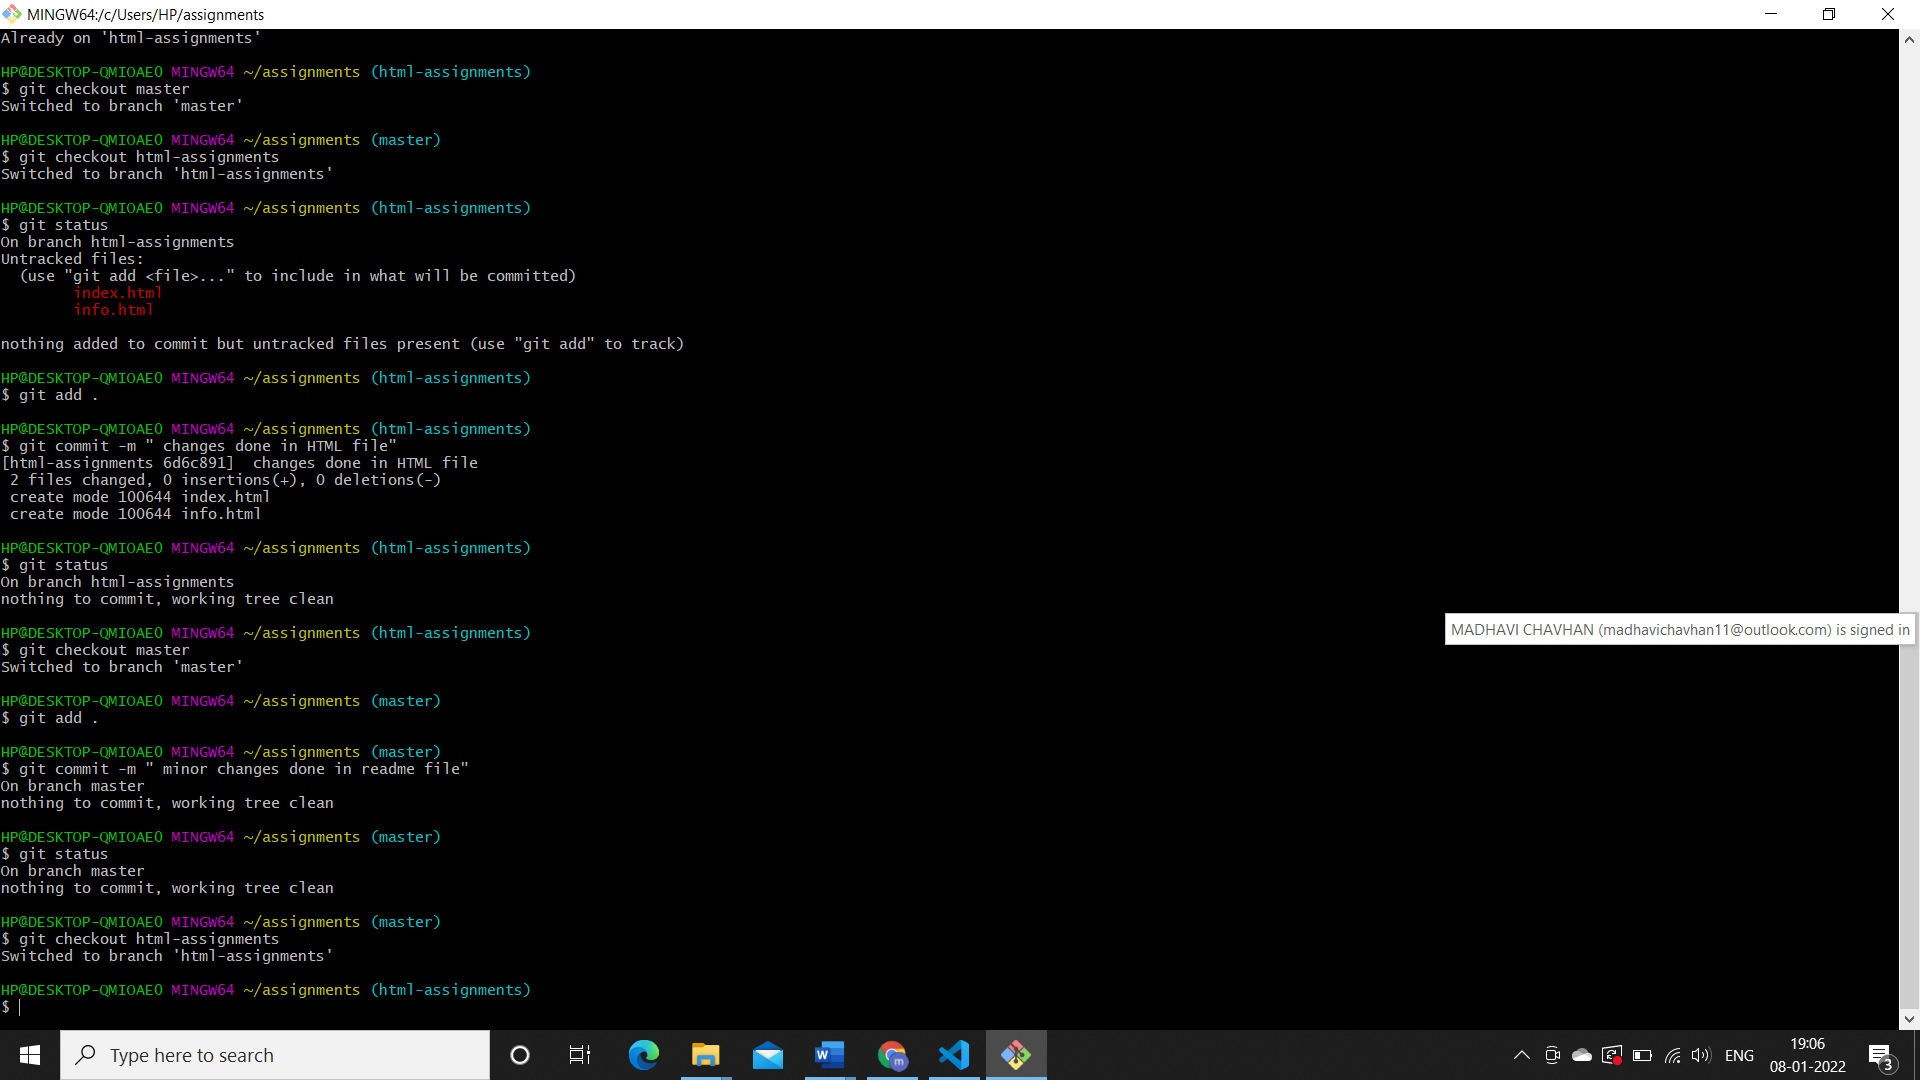 MINGW64:/c/Users/HP/assignments
Already on 'html-assignments'
HP@DESKTOP-QMIOAEO MINGW64 ~/assignments (html-assignments)
$ git checkout master
Switched to branch 'master'
HP@DESKTOP-QMIOAEO MINGW64 ~/assignments (master)
$ git checkout html-assignments
Switched to branch 'html-assignments'
HP@DESKTOP-QMIOAEO MINGW64 ~/assignments (html-assignments)
$ git status
On branch html-assignments
Untracked files:
  (use "git add <file>..." to include in what will be committed)
        index.html
        info.html
nothing added to commit but untracked files present (use "git add" to track)
HP@DESKTOP-QMIOAEO MINGW64 ~/assignments (html-assignments)
$ git add .
HP@DESKTOP-QMIOAEO MINGW64 ~/assignments (html-assignments)
$ git commit -m " changes done in HTML file"
[html-assignments 6d6c891]  changes done in HTML file
 2 files changed, 0 insertions(+), 0 deletions(-)
 create mode 100644 index.html
 create mode 100644 info.html
HP@DESKTOP-QMIOAEO MINGW64 ~/assignments (html-assignments)
$ git status
On branch html-assignments
nothing to commit, working tree clean
HP@DESKTOP-QMIOAEO MINGW64 ~/assignments (html-assignments)
$ git checkout master
Switched to branch 'master'
HP@DESKTOP-QMIOAEO MINGW64 ~/assignments (master)
$ git add .
HP@DESKTOP-QMIOAEO MINGW64 ~/assignments (master)
$ git commit -m " minor changes done in readme file"
On branch master
nothing to commit, working tree clean
HP@DESKTOP-QMIOAEO MINGW64 ~/assignments (master)
$ git status
On branch master
nothing to commit, working tree clean
HP@DESKTOP-QMIOAEO MINGW64 ~/assignments (master)
$ git checkout html-assignments
Switched to branch 'html-assignments'
HP@DESKTOP-QMIOAEO MINGW64 ~/assignments (html-assignments)
$
MADHAVI CHAVHAN (madhavichavhan11@outlook.com) is signed in
Type here to search
W
m
ENG
19:06
08-01-2022
3